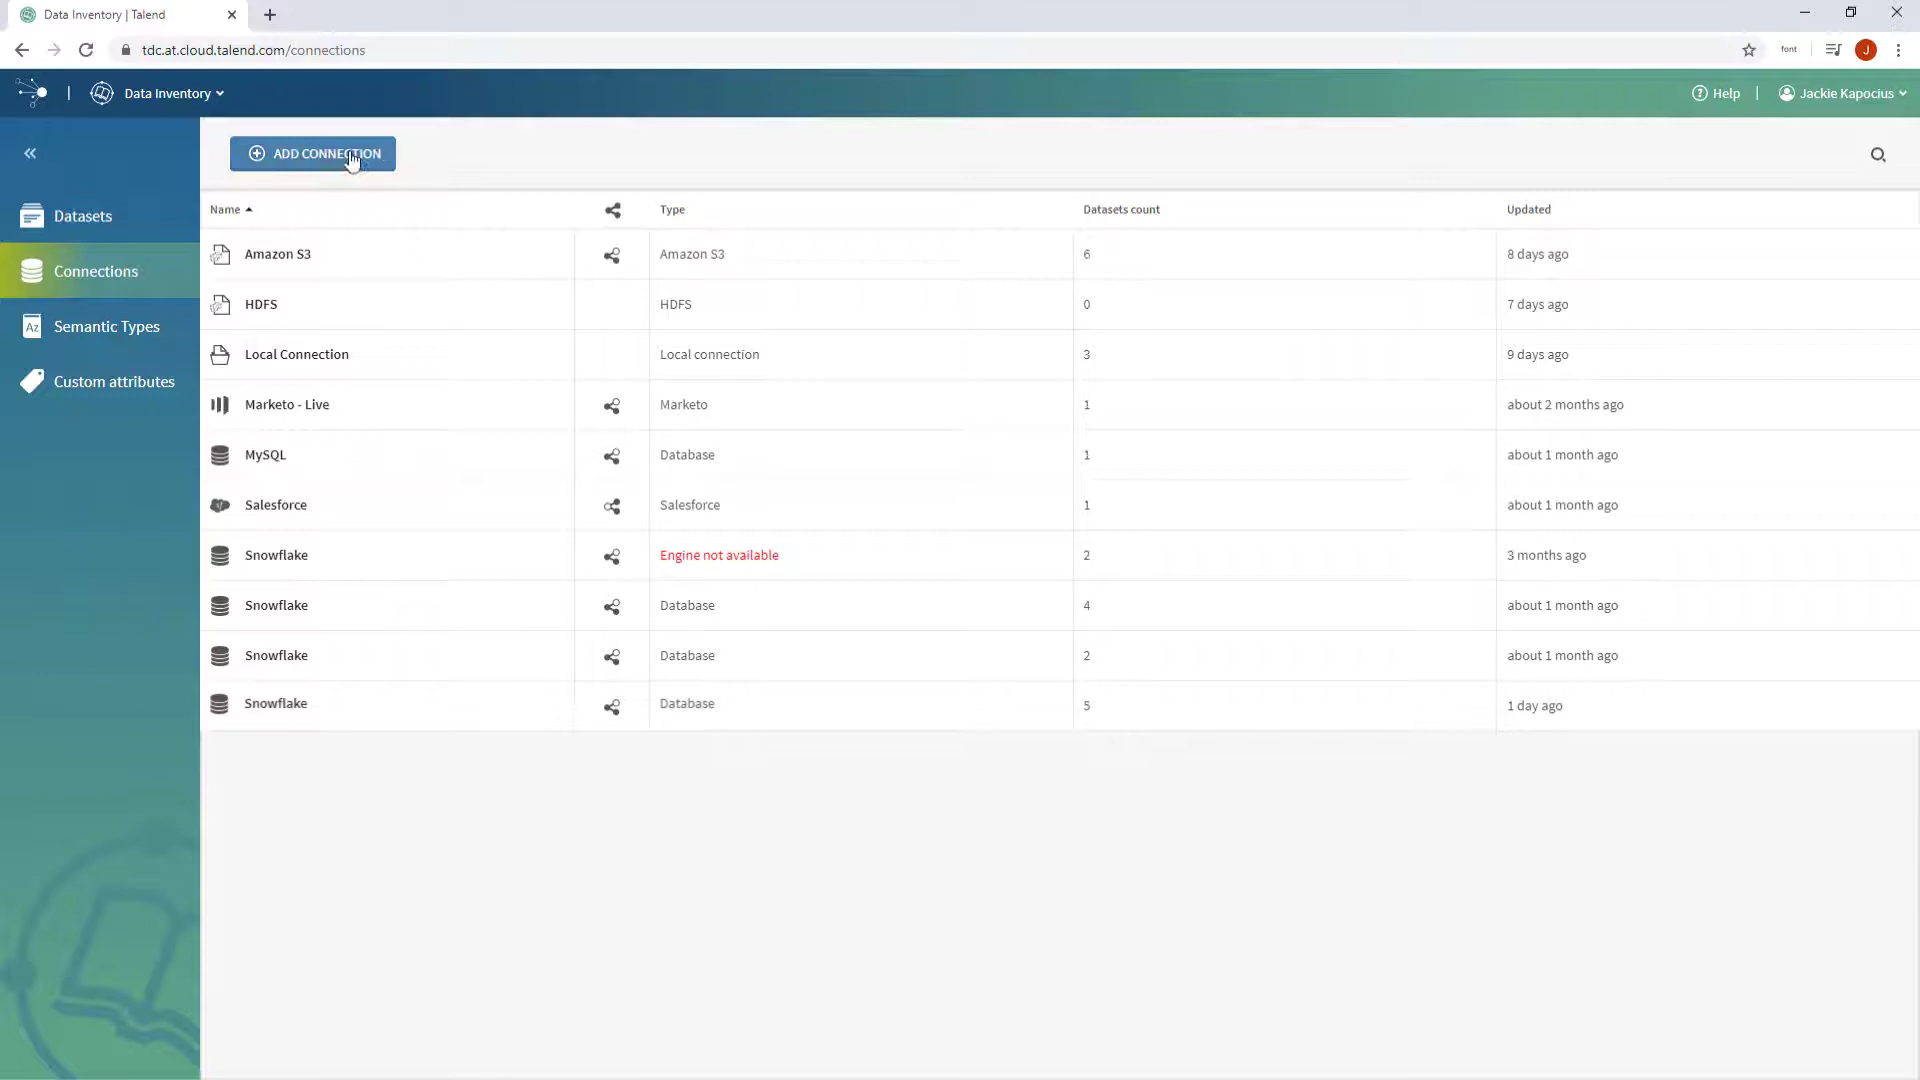 Data Inventory | Talend
tdc.at.cloud.talend.com/connections
font
J
Data Inventory
Help
Jackie Kapocius
ADD CONNECTION
Datasets
Connections
Az
Semantic Types
Custom attributes
Name Type Datasets count Updated
Amazon S3 Amazon S3 6 8 days ago
HDFS HDFS 0 7 days ago
Local Connection Local connection 3 9 days ago
Marketo - Live Marketo 1 about 2 months ago
MySQL Database 1 about 1 month ago
Salesforce Salesforce 1 about 1 month ago
Snowflake Engine not available 2 3 months ago
Snowflake Database 4 about 1 month ago
Snowflake Database 2 about 1 month ago
Snowflake Database 5 1 day ago